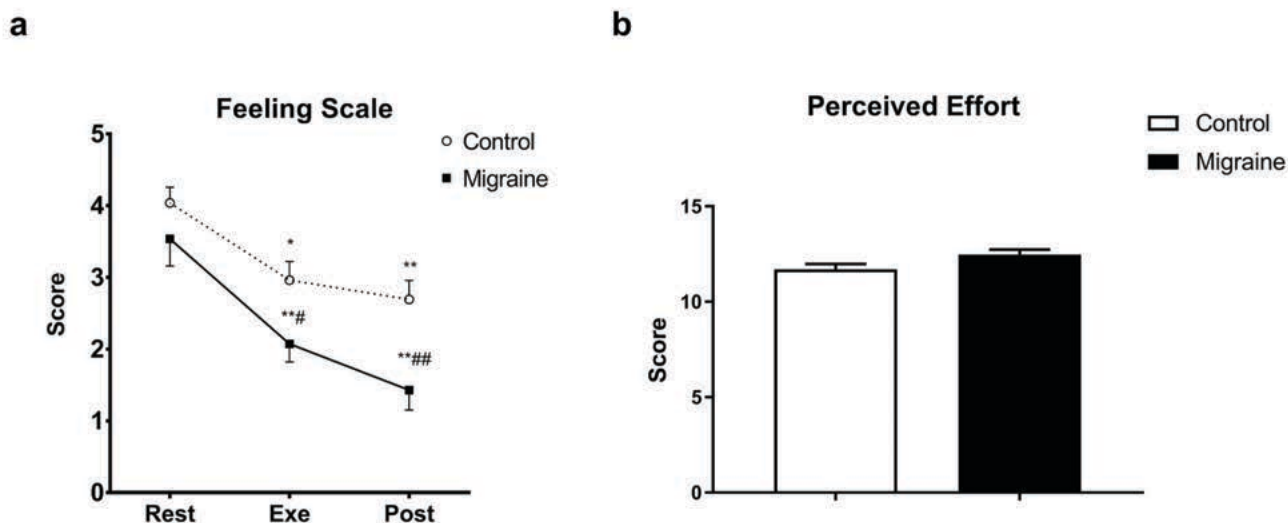 a
Feeling Scale
Control
Migraine
Score
5
4
3
2
1
0
*
**
**#
**##
Rest Exe Post
b
Perceived Effort
Control
Migraine
Score
15
10
5
0